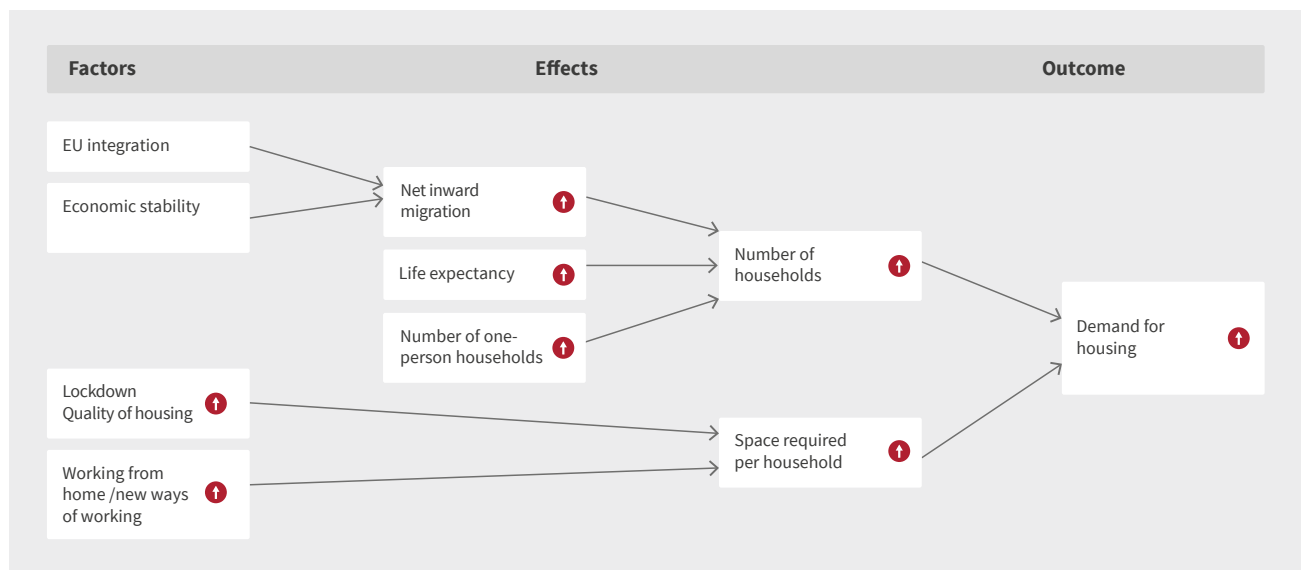 Factors
Effects
Outcome
EU integration
Economic stability
Net inward
migration
Life expectancy
Number of one-
person households
Number of
households
Demand for
housing
Lockdown
Quality of housing
Working from
home /new ways
of working
Space required
per household